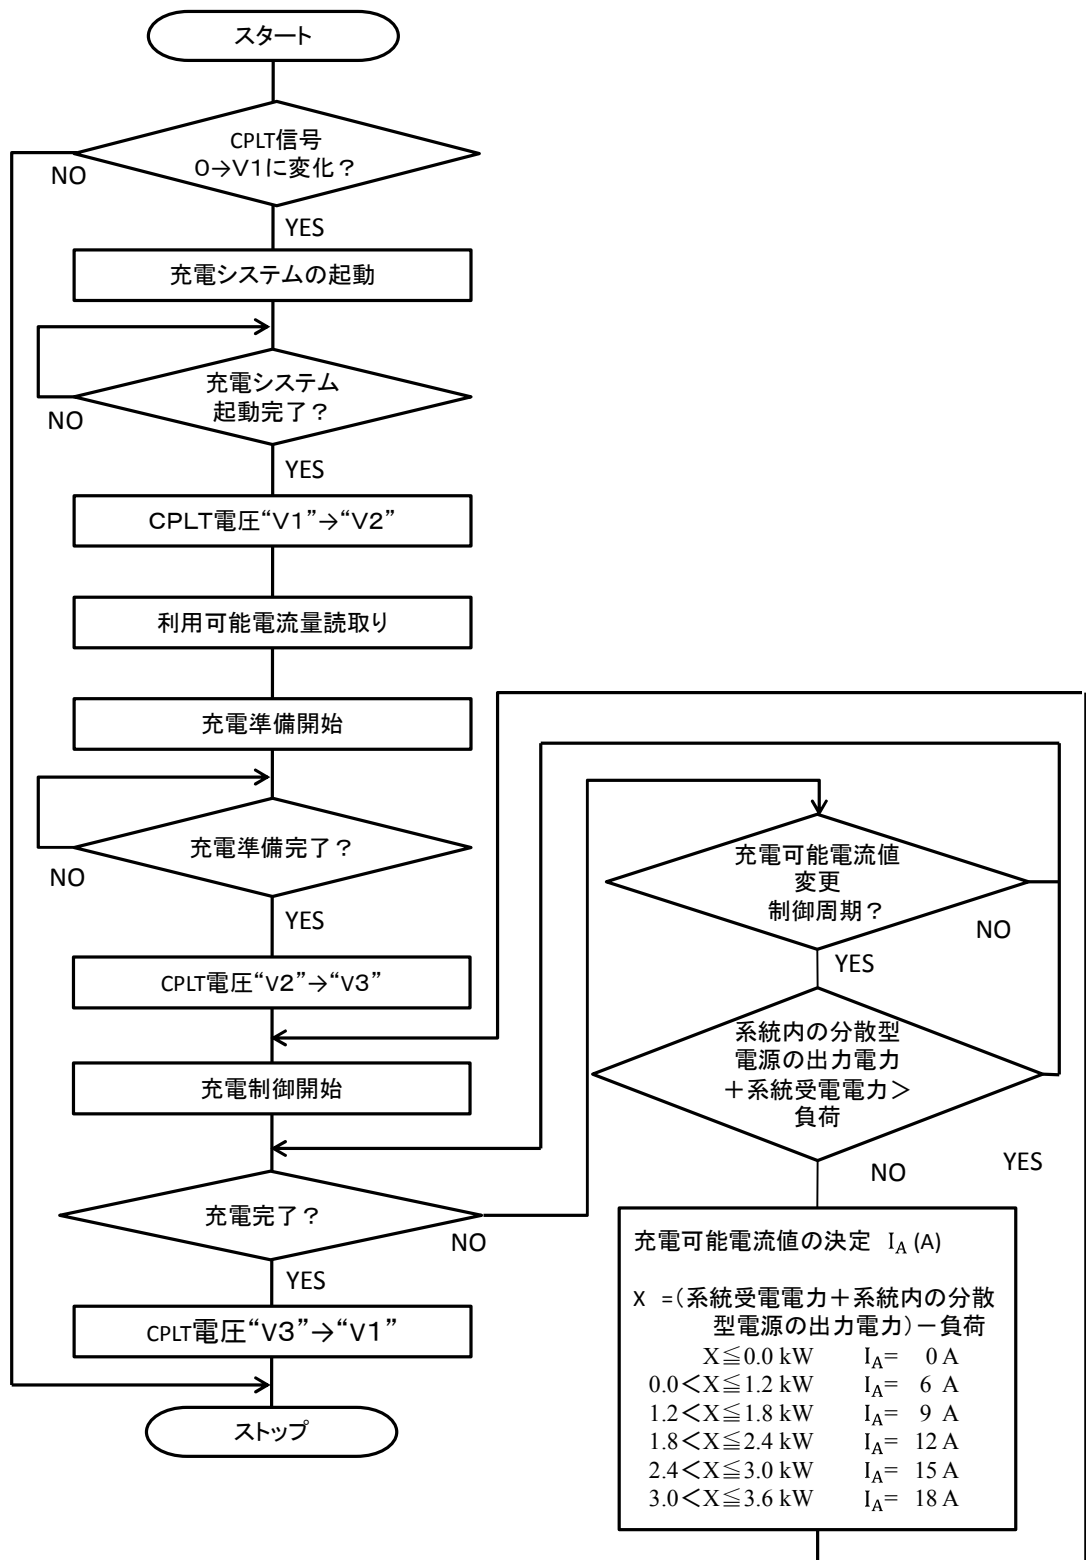 スタート
CPLT信号
0→V1に変化？
NO
YES
充電システムの起動
充電システム
起動完了？
NO
YES
CPLT電圧“V1”→“V2”
利用可能電流量読取り
充電準備開始
充電準備完了？
NO
YES
CPLT電圧“V2”→“V3”
充電制御開始
充電完了？
NO
YES
CPLT電圧“V3”→“V1”
ストップ
充電可能電流値
変更
制御周期？
NO
YES
系統内の分散型
電源の出力電力
＋系統受電電力＞
負荷
NO
YES
充電可能電流値の決定 IA (A)
X =（系統受電電力＋系統内の分散
型電源の出力電力）－負荷
X≦0.0 kW IA= 0 A
0.0＜X≦1.2 kW IA= 6 A
1.2＜X≦1.8 kW IA= 9 A
1.8＜X≦2.4 kW IA= 12 A
2.4＜X≦3.0 kW IA= 15 A
3.0＜X≦3.6 kW IA= 18 A